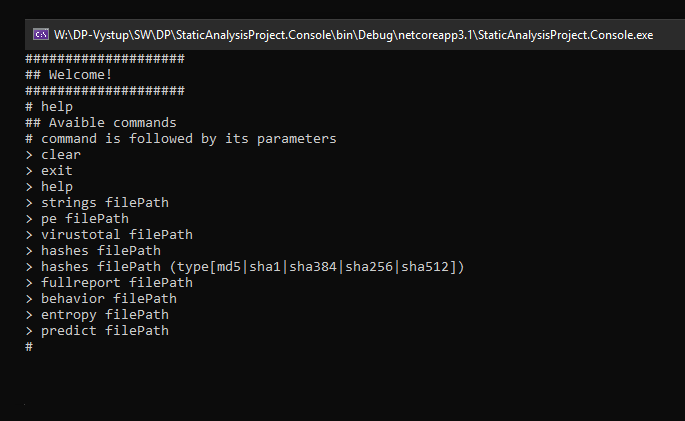 W:\DP-Vystup\SW\DP\StaticAnalysisProject.Console\bin\Debug\netcoreapp3.1\StaticAnalysisProject.Console.exe
####################
## Welcome!
####################
# help
## Avaible commands
# command is followed by its parameters
> clear
> exit
> help
> strings filePath
> pe filePath
> virustotal filePath
> hashes filePath
> hashes filePath (type[md5|sha1|sha384|sha256|sha512])
> fullreport filePath
> behavior filePath
> entropy filePath
> predict filePath
#